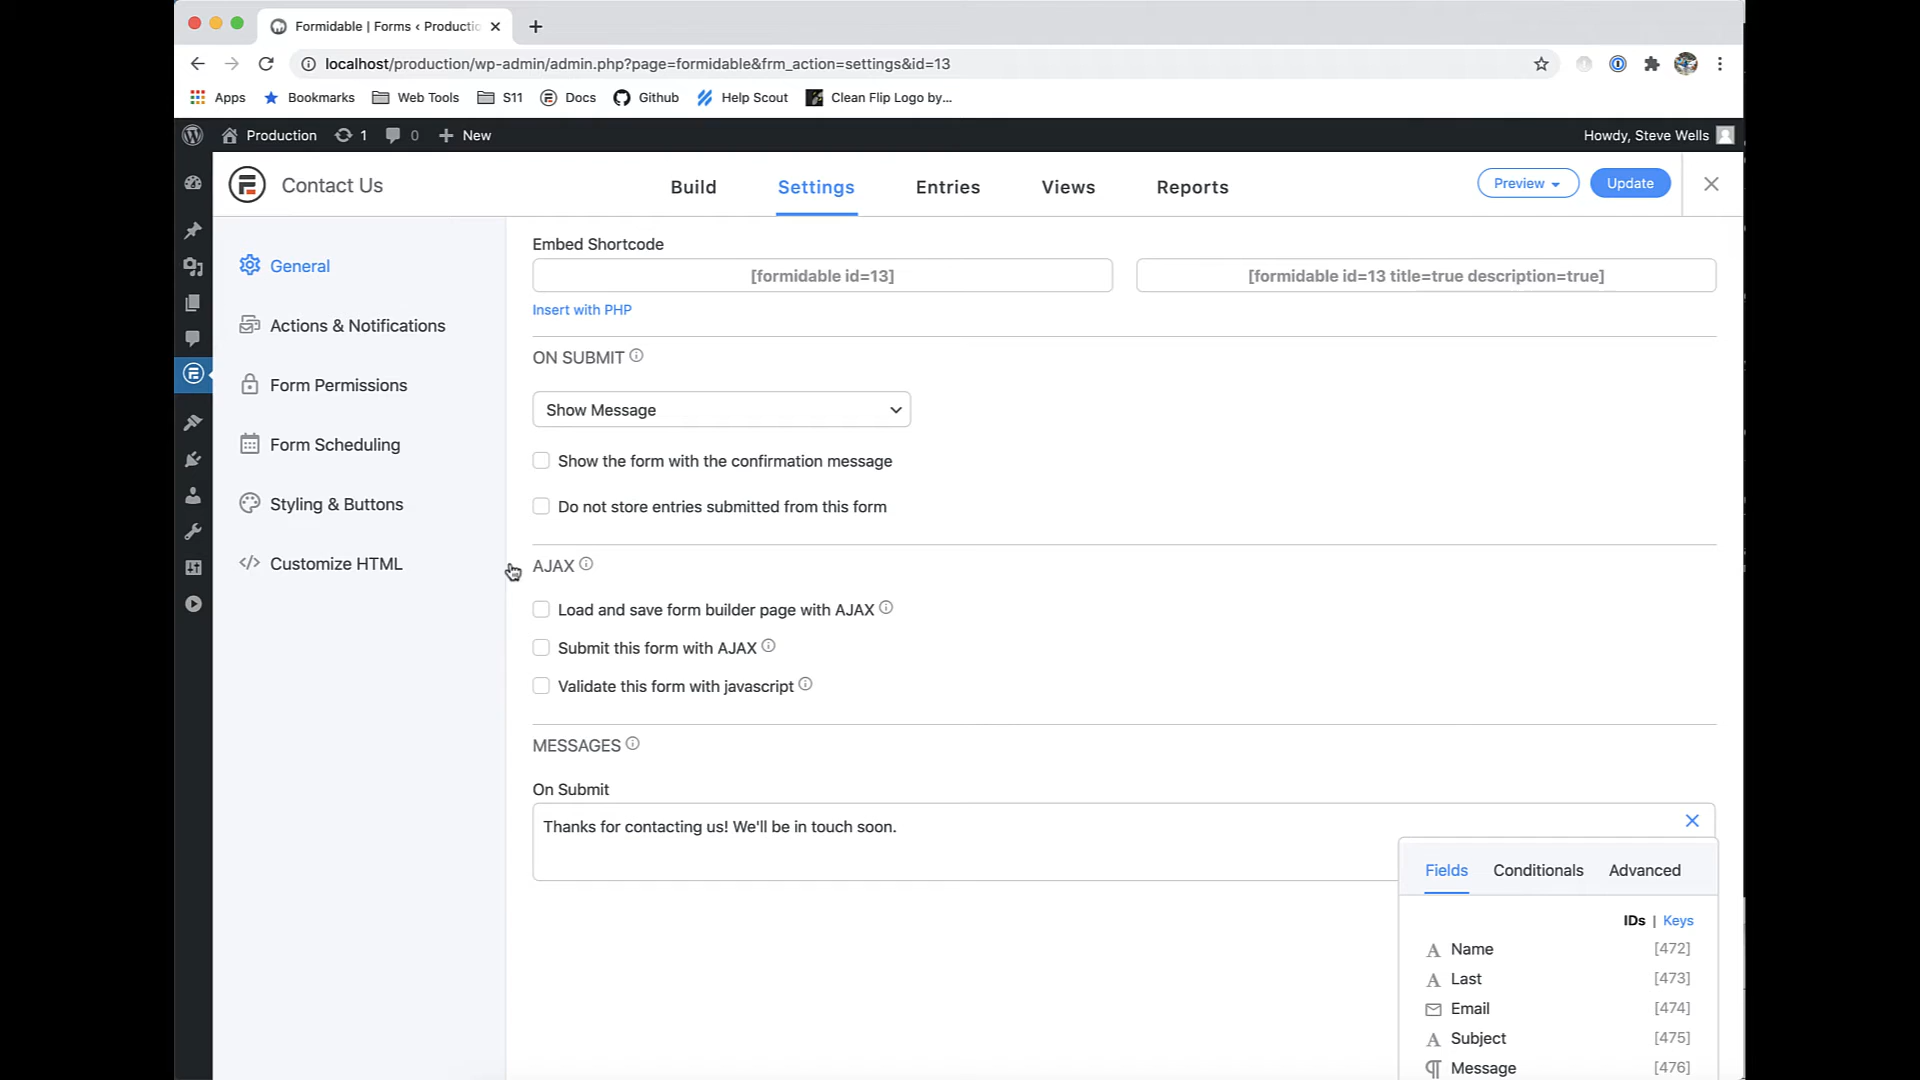 Formidable | Forms ‹ Productio
localhost/production/wp-admin/admin.php?page=formidable&frm_action=settings&id=13
Apps Bookmarks Web Tools S11 Docs Github Help Scout Clean Flip Logo by...
Production 1 0 New Howdy, Steve Wells
Contact Us Build Settings Entries Views Reports Preview Update
General
Actions & Notifications
Form Permissions
Form Scheduling
Styling & Buttons
Customize HTML
Embed Shortcode
[formidable id=13] [formidable id=13 title=true description=true]
Insert with PHP
ON SUBMIT
Show Message
Show the form with the confirmation message
Do not store entries submitted from this form
AJAX
Load and save form builder page with AJAX
Submit this form with AJAX
Validate this form with javascript
MESSAGES
On Submit
Thanks for contacting us! We'll be in touch soon.
Fields Conditionals Advanced
IDs | Keys
Name [472]
Last [473]
Email [474]
Subject [475]
Message [476]